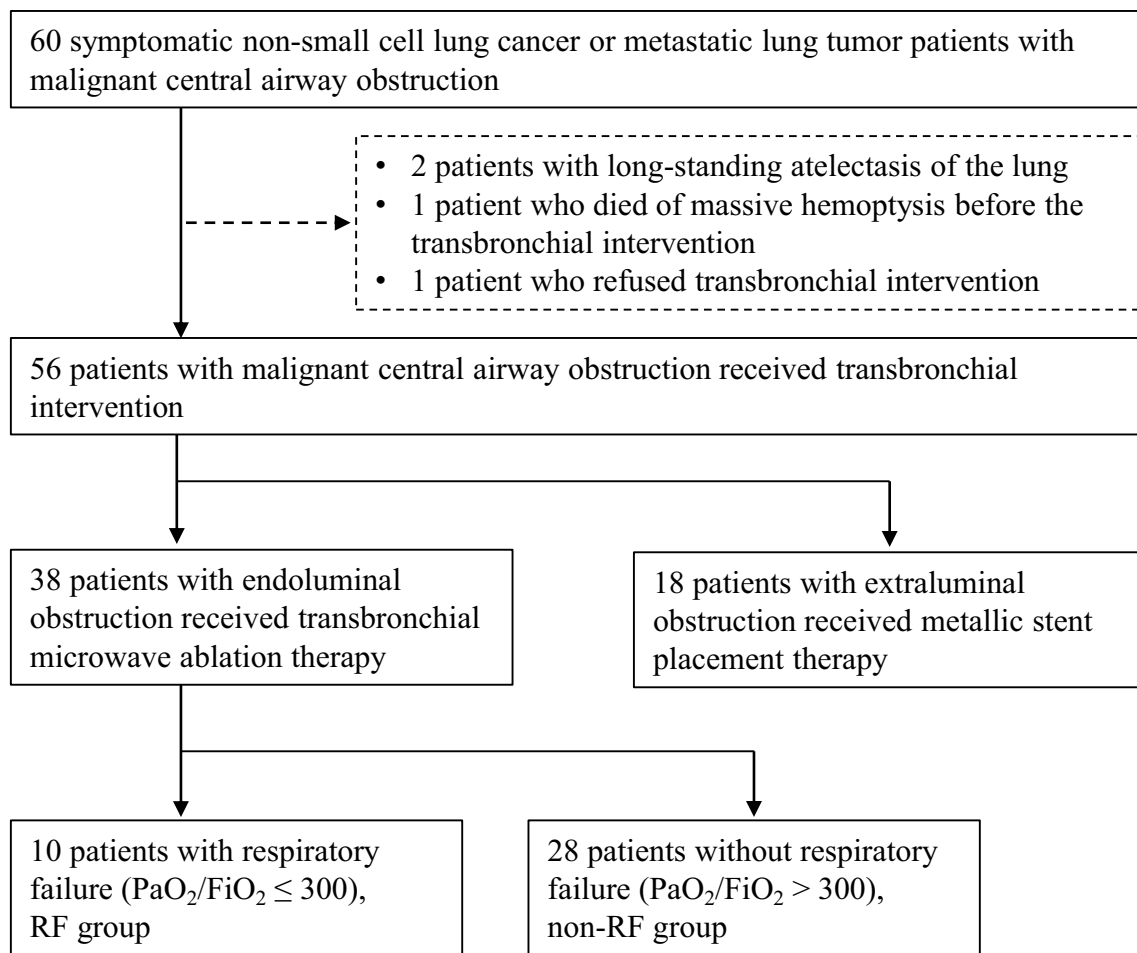 60 symptomatic non-small cell lung cancer or metastatic lung tumor patients with
malignant central airway obstruction
• 2 patients with long-standing atelectasis of the lung
• 1 patient who died of massive hemoptysis before the
transbronchial intervention
• 1 patient who refused transbronchial intervention
56 patients with malignant central airway obstruction received transbronchial
intervention
38 patients with endoluminal
obstruction received transbronchial
microwave ablation therapy
18 patients with extraluminal
obstruction received metallic stent
placement therapy
10 patients with respiratory
failure (PaO₂/FiO₂ ≤ 300),
RF group
28 patients without respiratory
failure (PaO₂/FiO₂ > 300),
non-RF group